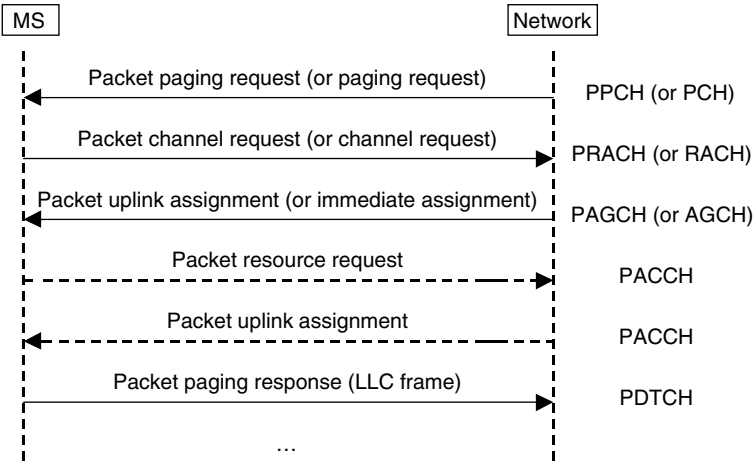 MS
Network
Packet paging request (or paging request)
PPCH (or PCH)
Packet channel request (or channel request)
PRACH (or RACH)
Packet uplink assignment (or immediate assignment)
PAGCH (or AGCH)
Packet resource request
PACCH
Packet uplink assignment
PACCH
Packet paging response (LLC frame)
PDTCH
...